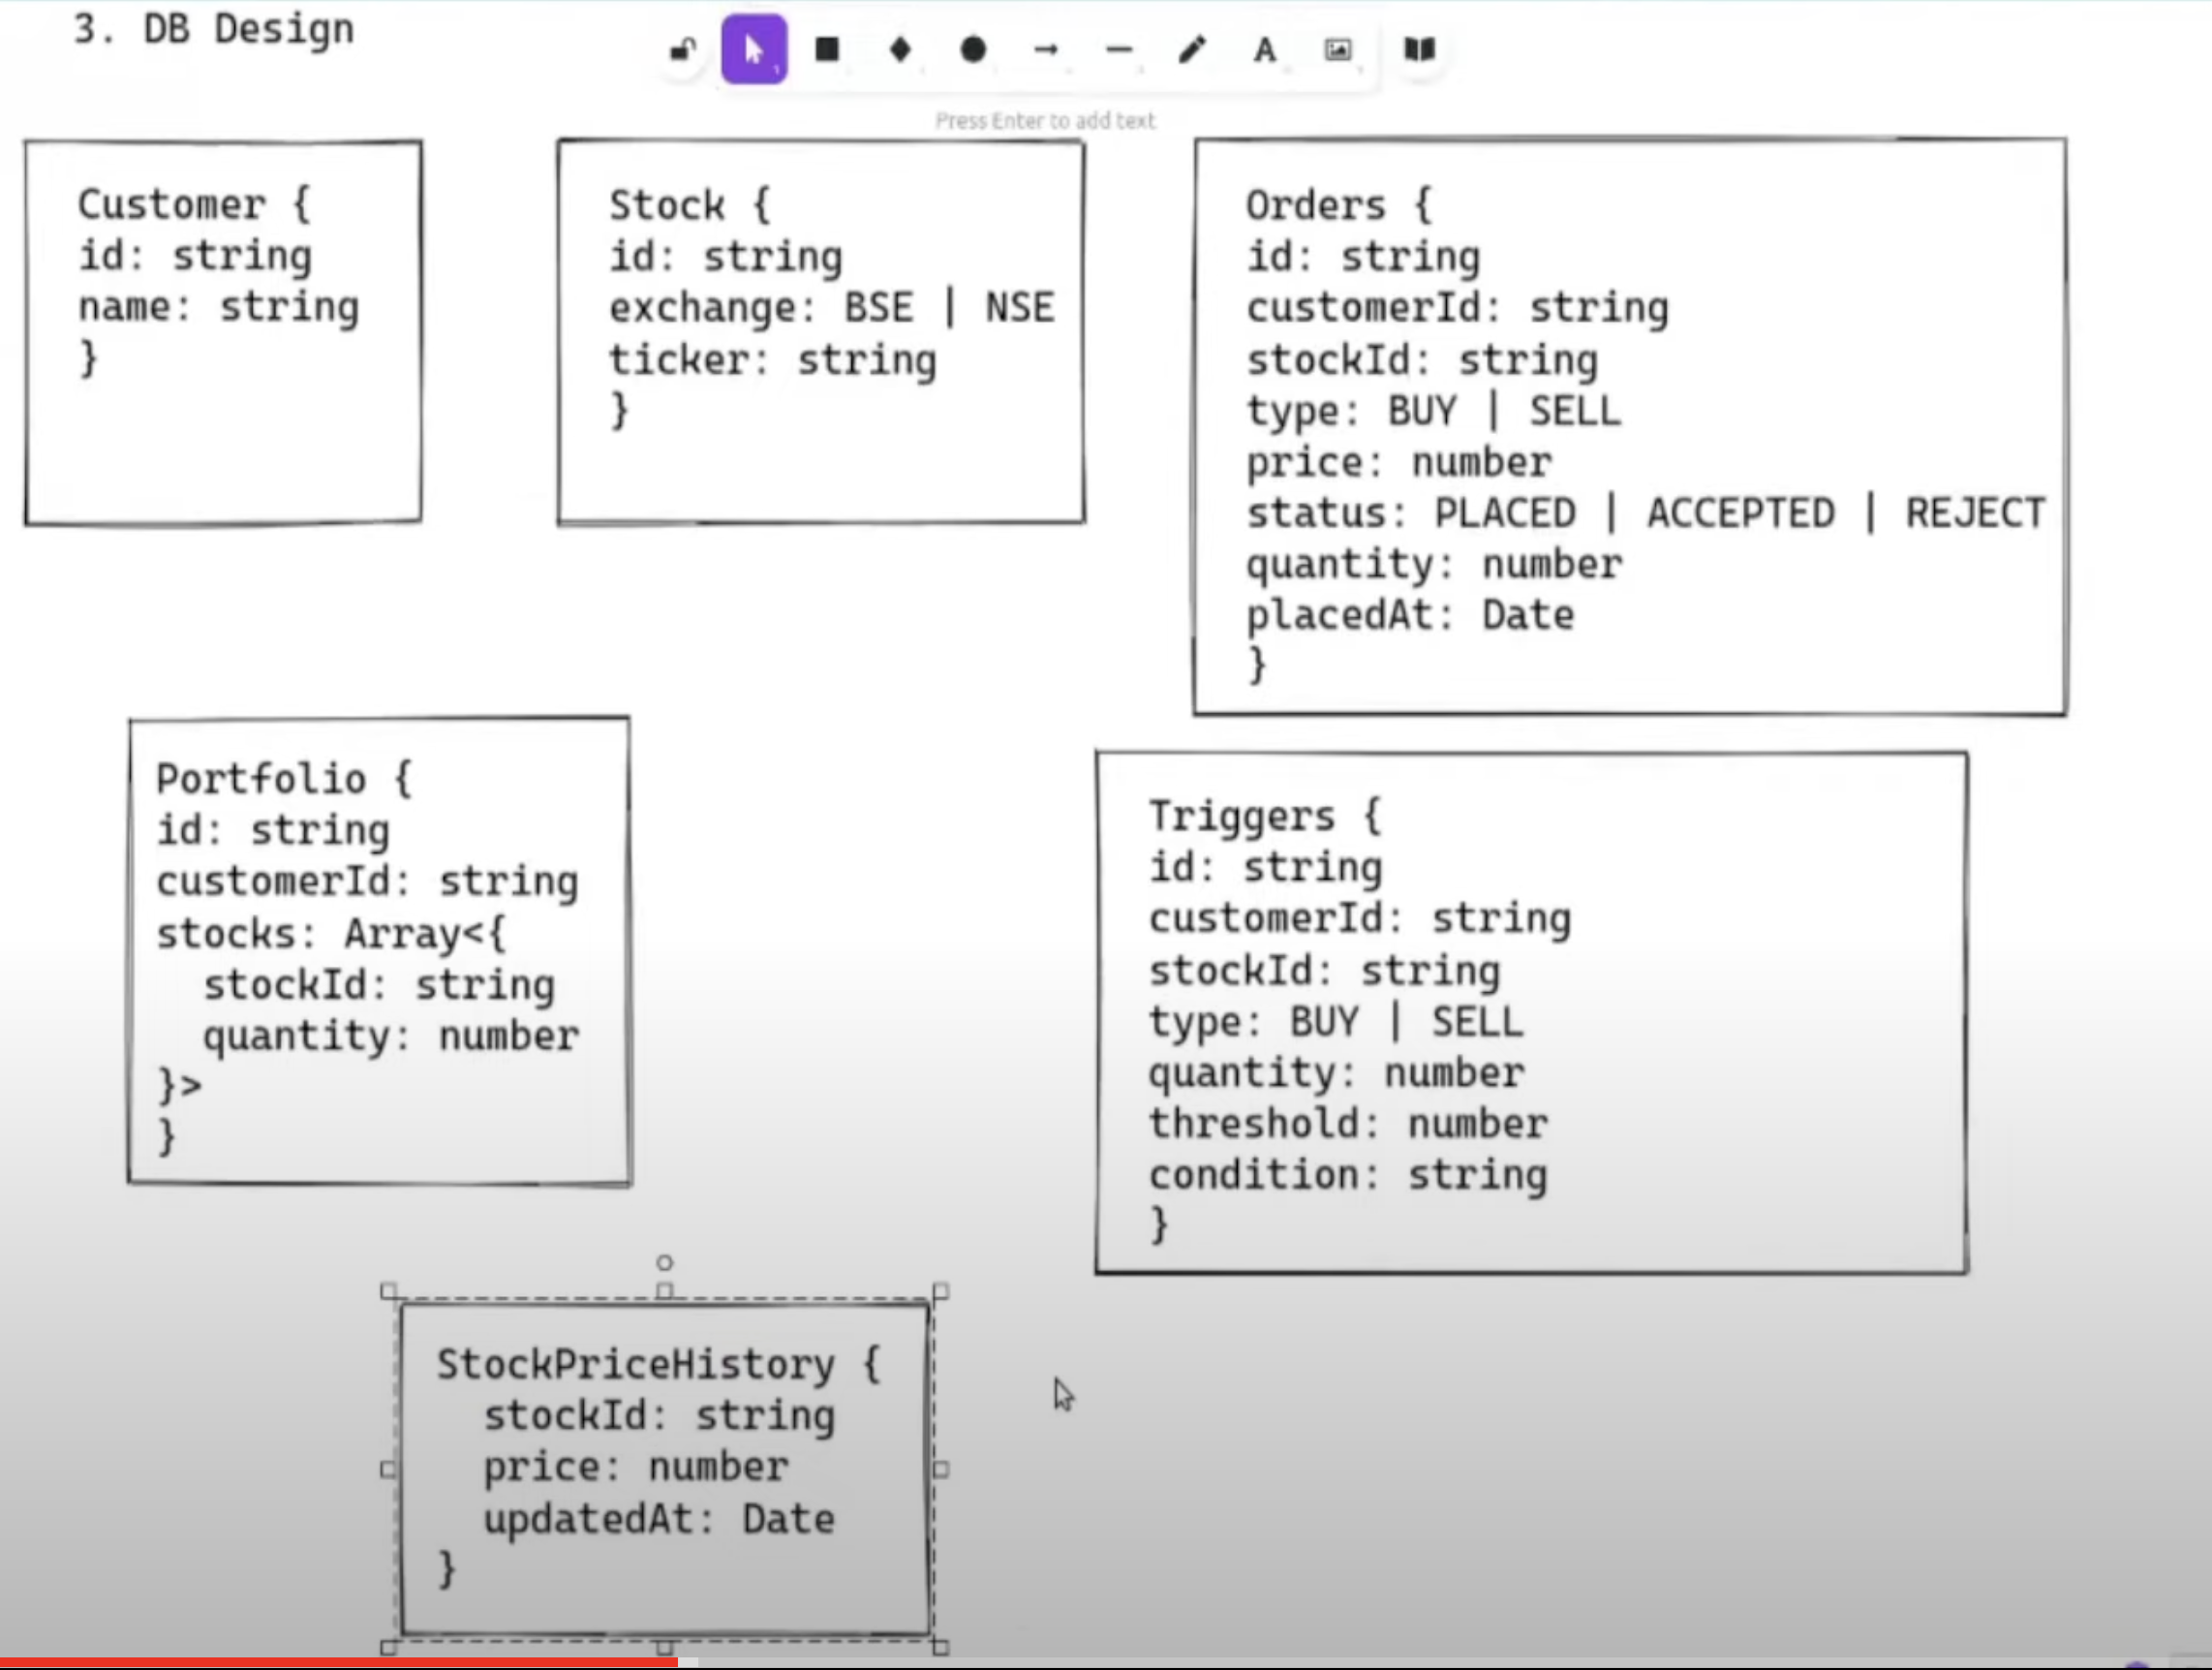 3. DB Design
A
Press Enter to add text
Customer {
id: string
name: string
}
Stock {
id: string
exchange: BSE | NSE
ticker: string
}
Orders {
id: string
customerId: string
stockId: string
type: BUY | SELL
price: number
status: PLACED | ACCEPTED | REJECT
quantity: number
placedAt: Date
}
Portfolio {
id: string
customerId: string
stocks: Array<{
stockId: string
quantity: number
}>
}
Triggers {
id: string
customerId: string
stockId: string
type: BUY | SELL
quantity: number
threshold: number
condition: string
}
StockPriceHistory {
stockId: string
price: number
updatedAt: Date
}